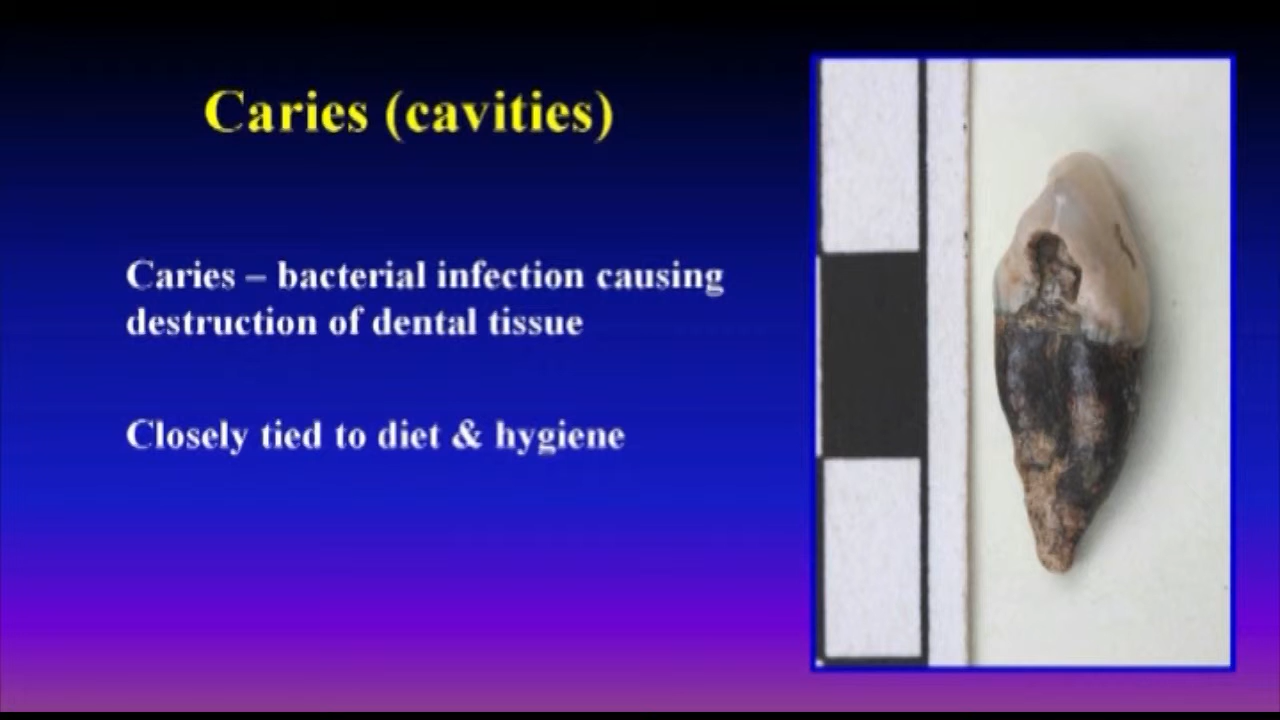 Caries (cavities)
Caries – bacterial infection causing
destruction of dental tissue
Closely tied to diet & hygiene